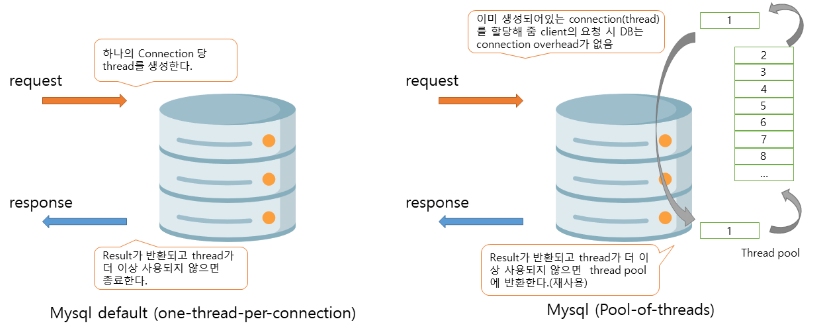 하나의 Connection 당
thread를 생성한다.
request
response
Result가 반환되고 thread가
더 이상 사용되지 않으면
종료한다.
Mysql default (one-thread-per-connection)
이미 생성되어있는 connection(thread)
를 할당해 줌 client의 요청 시 DB는
connection overhead가 없음
request
response
1
2
3
4
5
6
7
8
...
1
Thread pool
Result가 반환되고 thread가 더 이
상 사용되지 않으면 thread pool
에 반환한다.(재사용)
Mysql (Pool-of-threads)